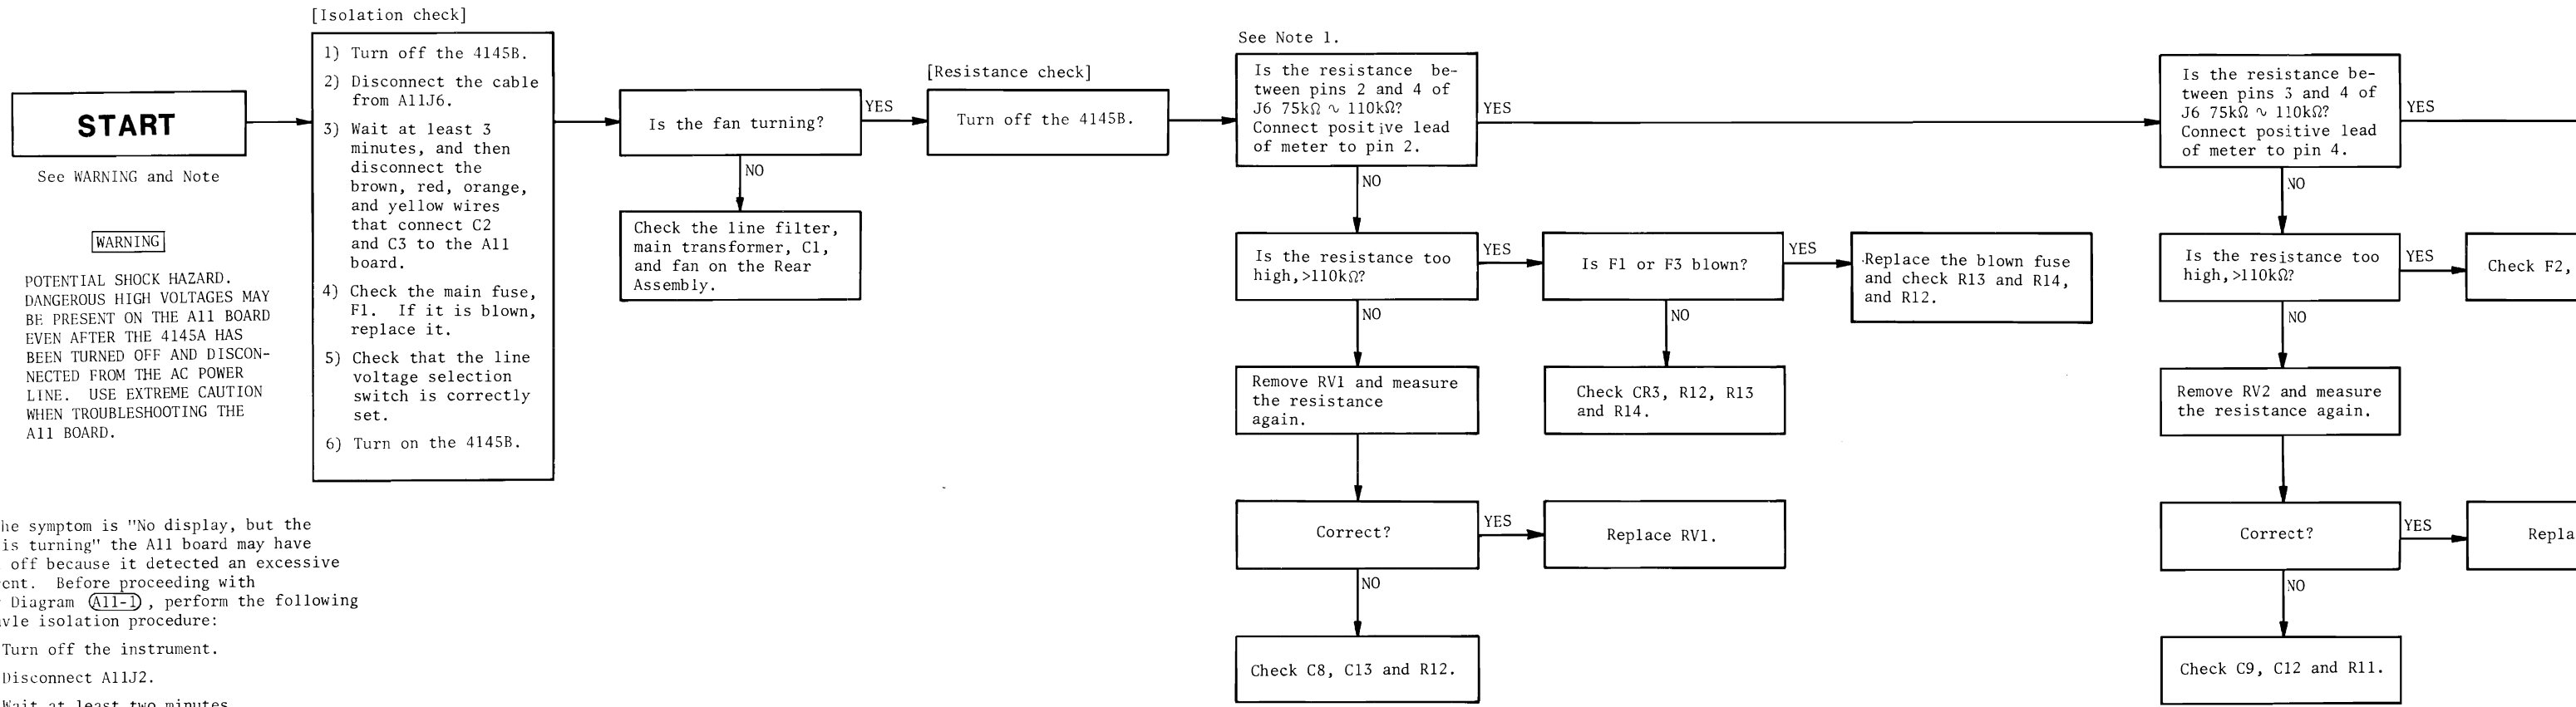 [Isolation check]
START
See WARNING and Note
WARNING
POTENTIAL SHOCK HAZARD.
DANGEROUS HIGH VOLTAGES MAY
BE PRESENT ON THE A11 BOARD
EVEN AFTER THE 4145A HAS
BEEN TURNED OFF AND DISCON-
NECTED FROM THE AC POWER
LINE. USE EXTREME CAUTION
WHEN TROUBLESHOOTING THE
A11 BOARD.
he symptom is "No display, but the
is turning" the A11 board may have
off because it detected an excessive
ent. Before proceeding with
Diagram A11-1, perform the following
vle isolation procedure:
Turn off the instrument.
Disconnect A11J2.
Wait at least two minutes
1) Turn off the 4145B.
2) Disconnect the cable
from A11J6.
3) Wait at least 3
minutes, and then
disconnect the
brown, red, orange,
and yellow wires
that connect C2
and C3 to the A11
board.
4) Check the main fuse,
F1. If it is blown,
replace it.
5) Check that the line
voltage selection
switch is correctly
set.
6) Turn on the 4145B.
Is the fan turning?
YES
NO
Check the line filter,
main transformer, C1,
and fan on the Rear
Assembly.
[Resistance check]
Turn off the 4145B.
See Note 1.
Is the resistance be-
tween pins 2 and 4 of
J6 75kΩ ~ 110kΩ?
Connect positive lead
of meter to pin 2.
YES
NO
Is the resistance too
high,>110kΩ?
YES
Is F1 or F3 blown?
YES
Replace the blown fuse
and check R13 and R14,
and R12.
NO
NO
Remove RV1 and measure
the resistance
again.
Check CR3, R12, R13
and R14.
Correct?
YES
Replace RV1.
NO
Check C8, C13 and R12.
Is the resistance be-
tween pins 3 and 4 of
J6 75kΩ ~ 110kΩ?
Connect positive lead
of meter to pin 4.
YES
NO
Is the resistance too
high,>110kΩ?
YES
Check F2,
NO
Remove RV2 and measure
the resistance again.
Correct?
YES
Repla
NO
Check C9, C12 and R11.